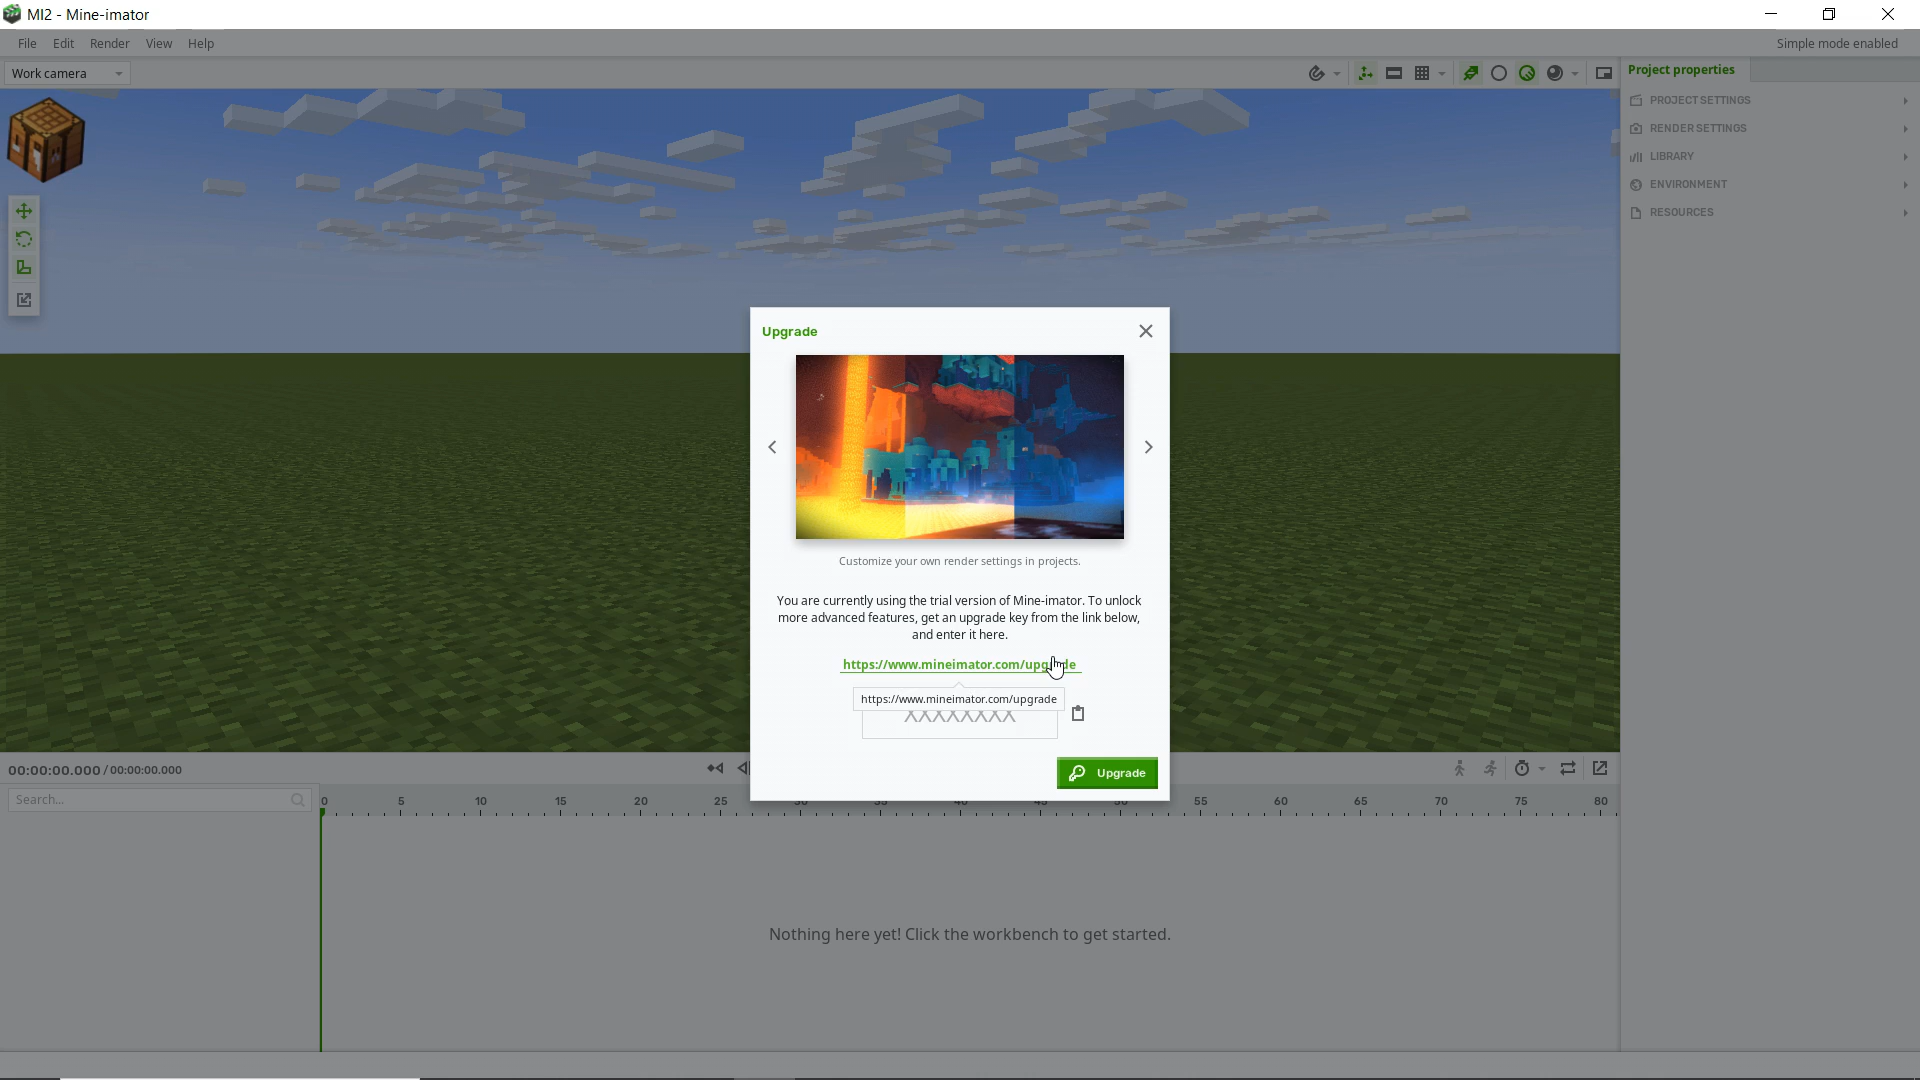 MI2 - Mine-imator
File Edit Render View Help
Simple mode enabled
Work camera
Project properties
PROJECT SETTINGS
RENDER SETTINGS
LIBRARY
ENVIRONMENT
RESOURCES
Upgrade
Customize your own render settings in projects.
You are currently using the trial version of Mine-imator. To unlock
more advanced features, get an upgrade key from the link below,
and enter it here.
https://www.mineimator.com/upgrade
https://www.mineimator.com/upgrade
XXXXXXXX
Upgrade
00:00:00.000 / 00:00:00.000
Search...
0 5 10 15 20 25 30 35 40 45 50 55 60 65 70 75 80
Nothing here yet! Click the workbench to get started.